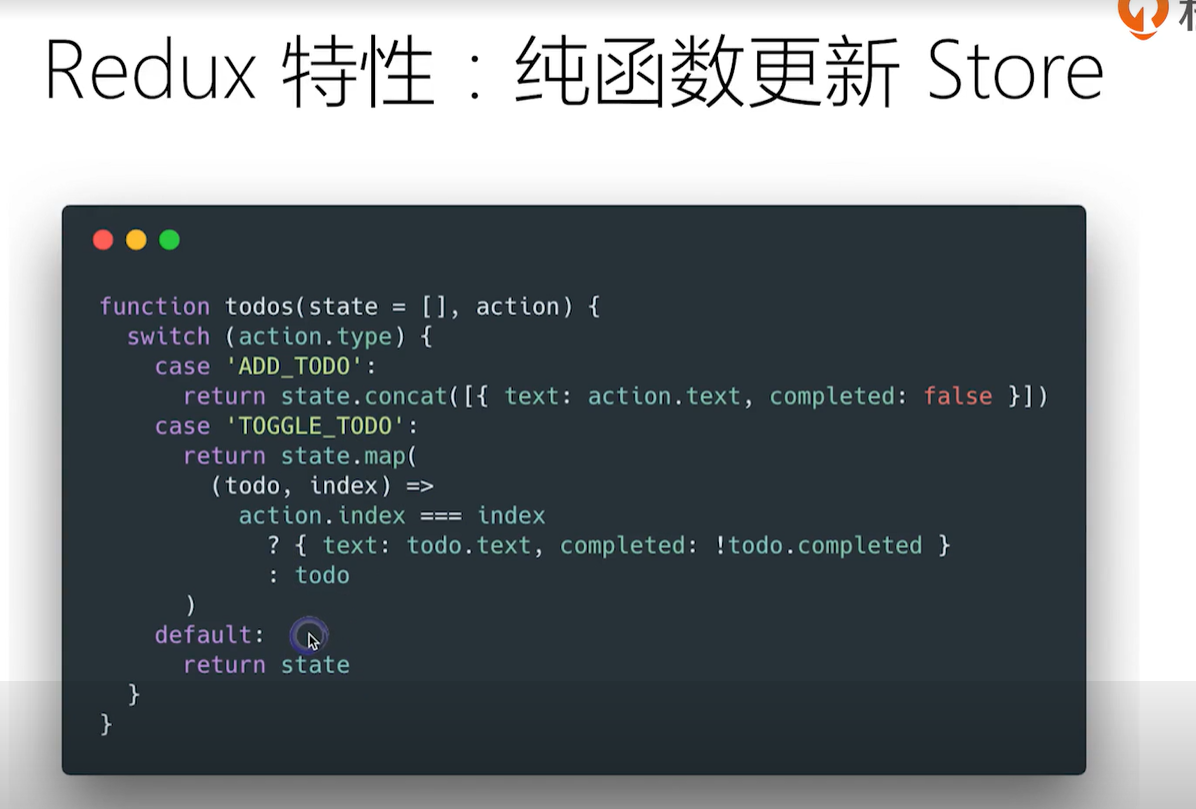 Redux 特性：纯函数更新 Store
function todos(state = [], action) {
switch (action.type) {
case 'ADD_TODO':
return state.concat([{ text: action.text, completed: false }])
case 'TOGGLE_TODO':
return state.map(
(todo, index) =>
action.index === index
? { text: todo.text, completed: !todo.completed }
: todo
)
default:
return state
}
}